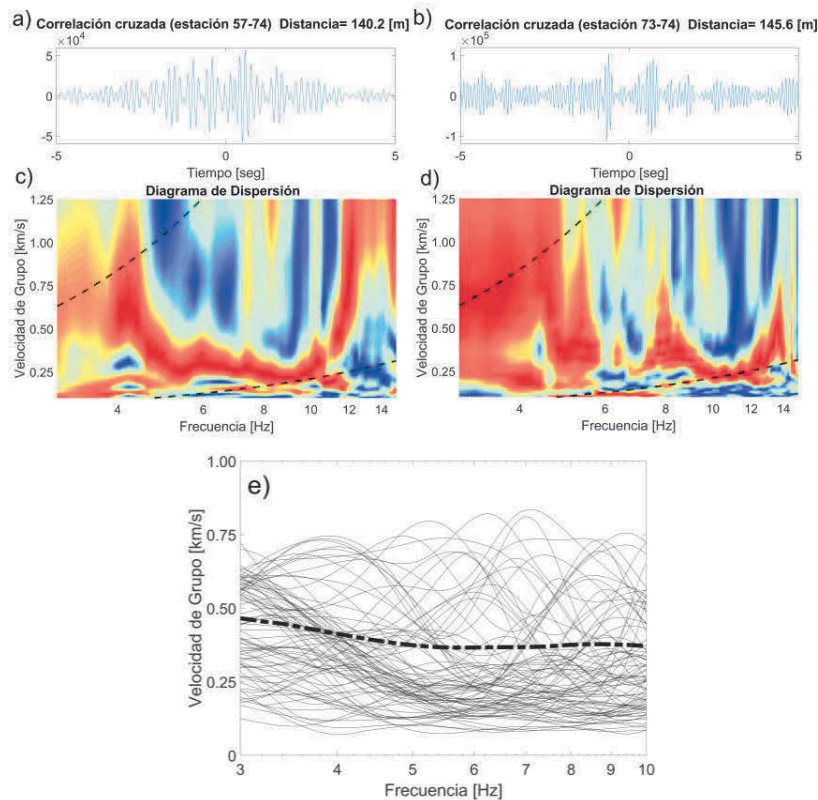 a) Correlación cruzada (estación 57-74) Distancia= 140.2 [m]
×10⁴
5
0
-5
-5 0 5
Tiempo [seg]
b) Correlación cruzada (estación 73-74) Distancia= 145.6 [m]
×10⁵
1
0
-1
-5 0 5
Tiempo [seg]
c) Diagrama de Dispersión
Velocidad de Grupo [km/s]
1.25
1.00
0.75
0.50
0.25
4 6 8 10 12 14
Frecuencia [Hz]
d) Diagrama de Dispersión
Velocidad de Grupo [km/s]
1.25
1.00
0.75
0.50
0.25
4 6 8 10 12 14
Frecuencia [Hz]
e)
Velocidad de Grupo [km/s]
1.00
0.75
0.50
0.25
0
3 4 5 6 7 8 9 10
Frecuencia [Hz]